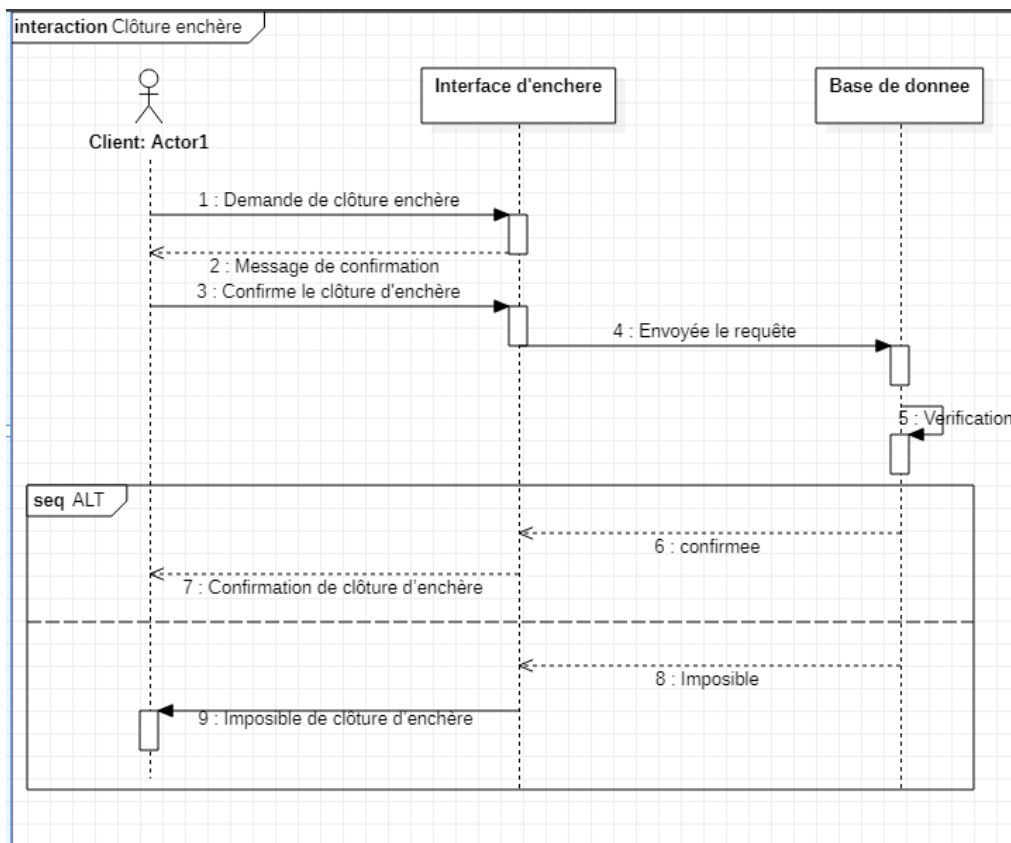 interaction Clôture enchère
Interface d'enchere
Base de donnee
Client: Actor1
1 : Demande de clôture enchère
2 : Message de confirmation
3 : Confirme le clôture d'enchère
4 : Envoyée le requête
5 : Verification
seq ALT
6 : confirmee
7 : Confirmation de clôture d'enchère
8 : Imposible
9 : Imposible de clôture d'enchère